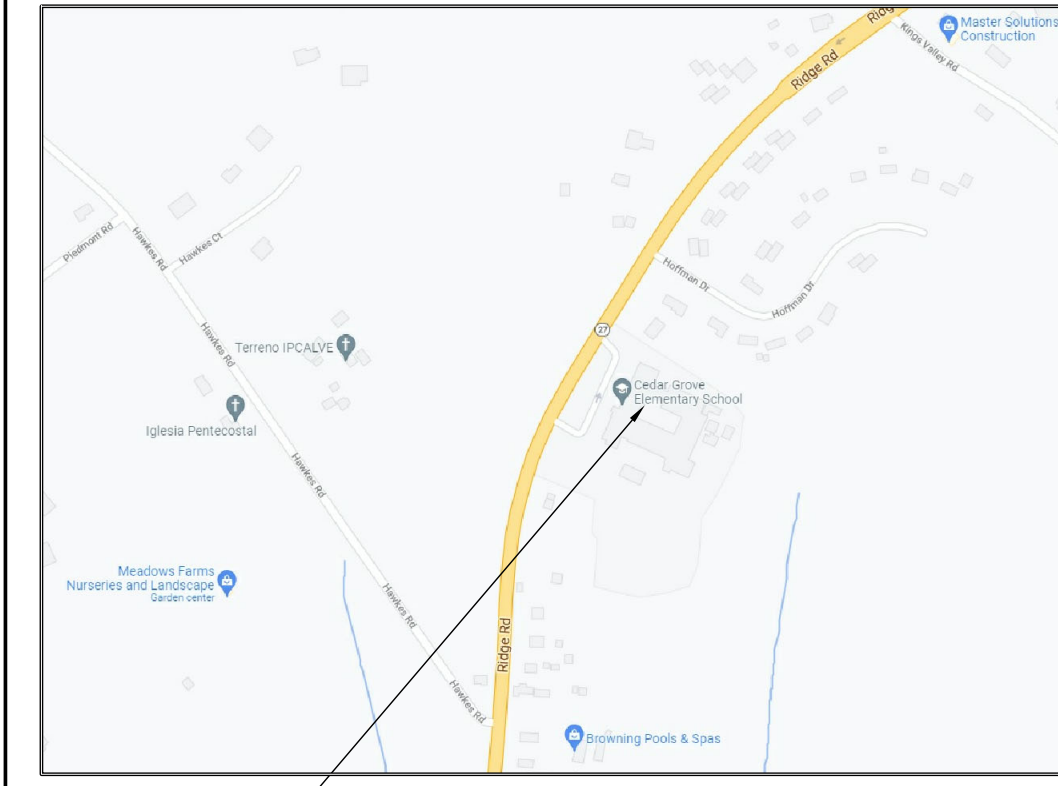 Ridg
Master Solutions
Construction
Kings Valley Rd
Ridge Rd
Piedmont Rd
Hawkes Rd
Hawkes Ct
Hoffman Dr
Hoffman Dr
Hawkes Rd
27
Terreno IPCALVE
Cedar Grove
Elementary School
Iglesia Pentecostal
Hawkes Rd
Meadows Farms
Nurseries and Landscape
Garden center
Hawkes Rd
Ridge Rd
Hawkes Rd
Browning Pools & Spas